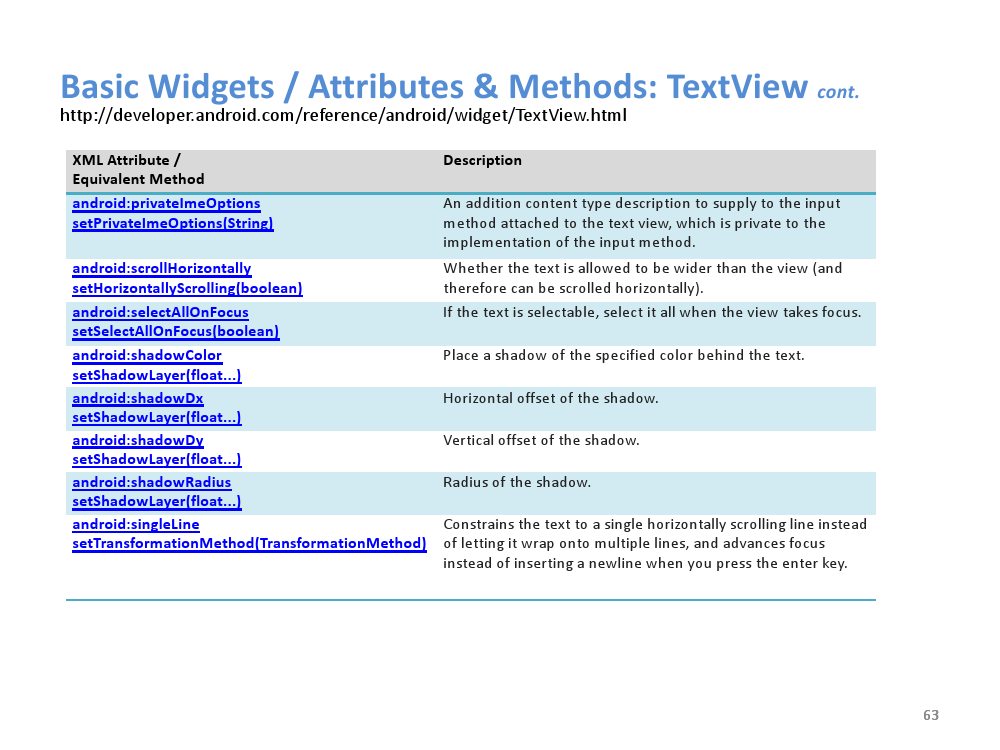 Basic Widgets / Attributes & Methods: TextView cont.
http://developer.android.com/reference/android/widget/TextView.html
XML Attribute /
Equivalent Method
Description
android:privateImeOptions
setPrivateImeOptions(String)
An addition content type description to supply to the input
method attached to the text view, which is private to the
implementation of the input method.
android:scrollHorizontally
setHorizontallyScrolling(boolean)
Whether the text is allowed to be wider than the view (and
therefore can be scrolled horizontally).
android:selectAllOnFocus
setSelectAllOnFocus(boolean)
If the text is selectable, select it all when the view takes focus.
android:shadowColor
setShadowLayer(float...)
Place a shadow of the specified color behind the text.
android:shadowDx
setShadowLayer(float...)
Horizontal offset of the shadow.
android:shadowDy
setShadowLayer(float...)
Vertical offset of the shadow.
android:shadowRadius
setShadowLayer(float...)
Radius of the shadow.
android:singleLine
setTransformationMethod(TransformationMethod)
Constrains the text to a single horizontally scrolling line instead
of letting it wrap onto multiple lines, and advances focus
instead of inserting a newline when you press the enter key.
63